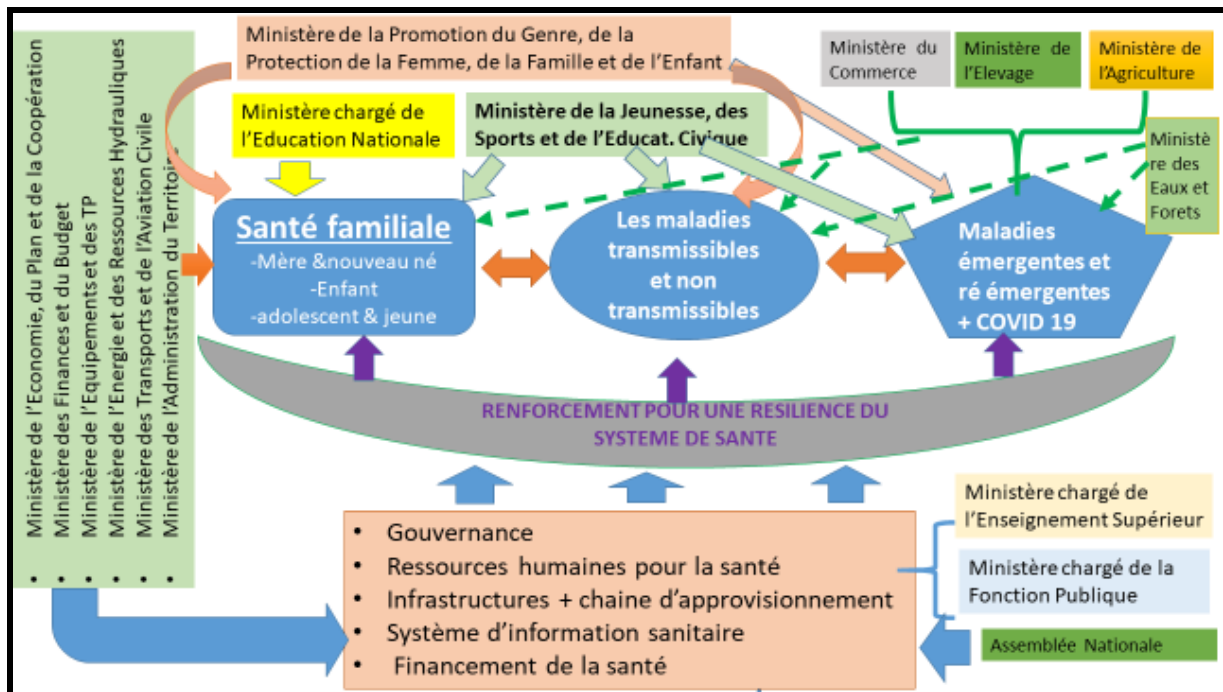 Ministère de la Promotion du Genre, de la
Protection de la Femme, de la Famille et de l'Enfant
Ministère du
Commerce
Ministère de
l'Elevage
Ministère de
l'Agriculture
Ministère chargé de
l'Education Nationale
Ministère de la Jeunesse, des
Sports et de l'Educat. Civique
Ministè
re des
Eaux et
Forets
• Ministère de l'Economie, du Plan et de la Coopération
• Ministère des Finances et du Budget
• Ministère de l'Equipements et des TP
• Ministère de l'Energie et des Ressources Hydrauliques
• Ministère des Transports et de l'Aviation Civile
• Ministère de l'Administration du Territoire
Santé familiale
-Mère &nouveau né
-Enfant
-adolescent & jeune
Les maladies
transmissibles
et non
transmissibles
Maladies
émergentes et
ré émergentes
+ COVID 19
RENFORCEMENT POUR UNE RESILIENCE DU
SYSTEME DE SANTE
• Gouvernance
• Ressources humaines pour la santé
• Infrastructures + chaine d'approvisionnement
• Système d'information sanitaire
• Financement de la santé
Ministère chargé de
l'Enseignement Supérieur
Ministère chargé de la
Fonction Publique
Assemblée Nationale